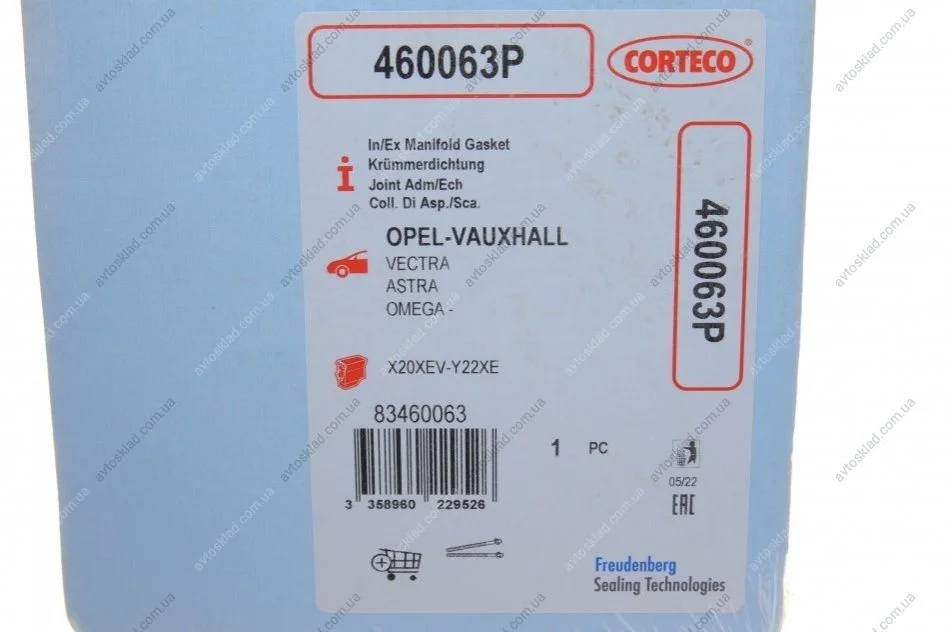 460063P
CORTECO®
In/Ex Manifold Gasket
Krümmerdichtung
Joint Adm/Ech
Coll. Di Asp./Sca.
OPEL-VAUXHALL
VECTRA
ASTRA
OMEGA -
X20XEV-Y22XE
460063P
83460063
3 358960 229526
1 PC
05/22
EAC
Freudenberg
Sealing Technologies
avtosklad.com.ua